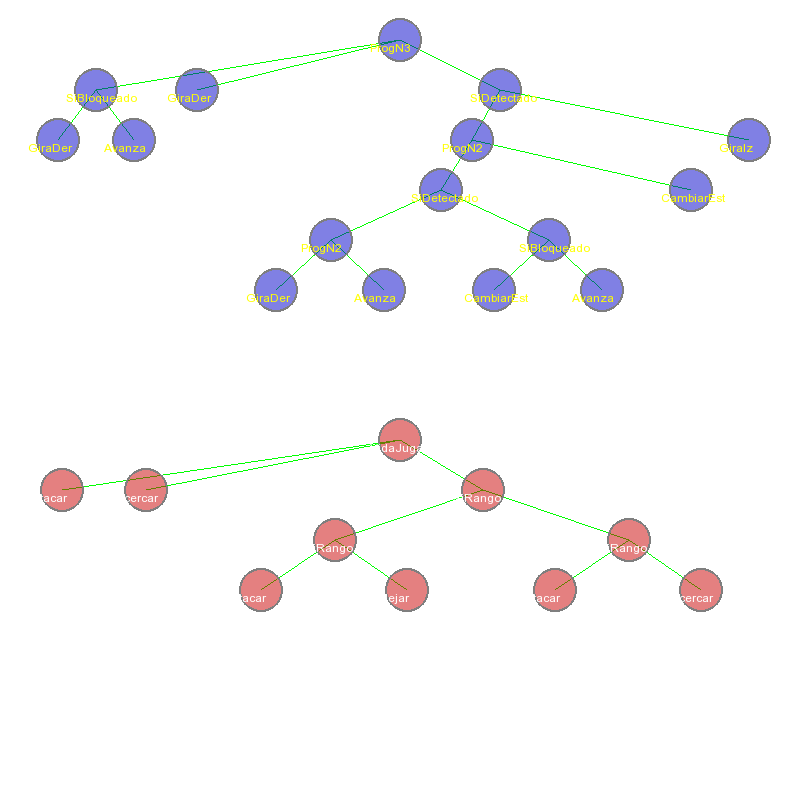 ProgN3
SiBloqueado GiraDer SiDetectado
GiraDer Avanza ProgN2 GiraIz
SiDetectado CambiarEst
ProgN2 SiBloqueado
GiraDer Avanza CambiarEst Avanza
daJuga
tacar cercar Rango
Rango Rango
tacar lejar tacar cercar